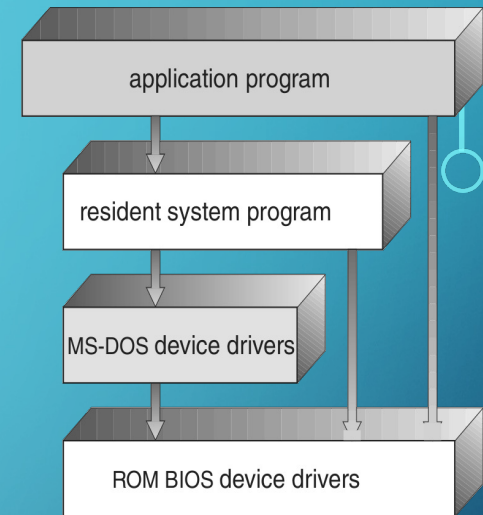 application program
resident system program
MS-DOS device drivers
ROM BIOS device drivers